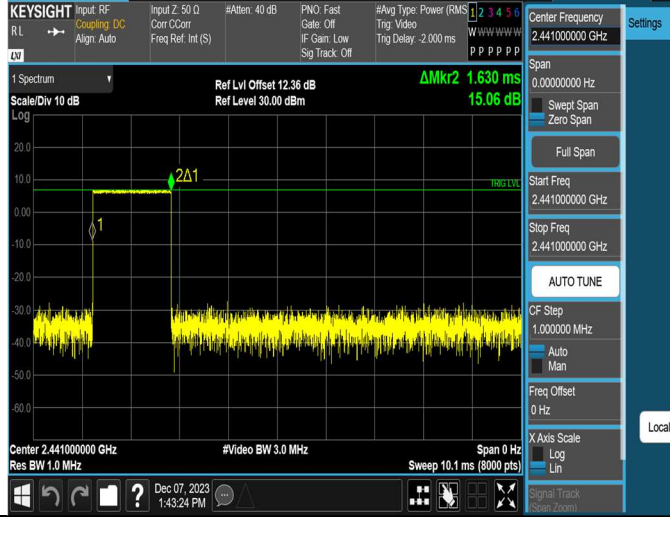 KEYSIGHT Input: RF Input Z: 50 Ω #Atten: 40 dB PNO: Fast #Avg Type: Power (RMS 1 2 3 4 5 6
RL Coupling: DC Corr CCorr Gate: Off Trig: Video W W W W W W
Align: Auto Freq Ref: Int (S) IF Gain: Low Trig Delay: -2.000 ms
LXI Sig Track: Off P P P P P P
1 Spectrum
Ref Lvl Offset 12.36 dB
ΔMkr2 1.630 ms
Scale/Div 10 dB Ref Level 30.00 dBm 15.06 dB
Log
20.0
10.0
2Δ1
TRIG LVL
0.00
1
-10.0
-20.0
-30.0
-40.0
-50.0
-60.0
Center 2.441000000 GHz #Video BW 3.0 MHz Span 0 Hz
Res BW 1.0 MHz Sweep 10.1 ms (8000 pts)
?
Dec 07, 2023
1:43:24 PM
Center Frequency
2.441000000 GHz
Settings
Span
0.00000000 Hz
Swept Span
Zero Span
Full Span
Start Freq
2.441000000 GHz
Stop Freq
2.441000000 GHz
AUTO TUNE
CF Step
1.000000 MHz
Auto
Man
Freq Offset
0 Hz
Local
X Axis Scale
Log
Lin
Signal Track
(Span Zoom)